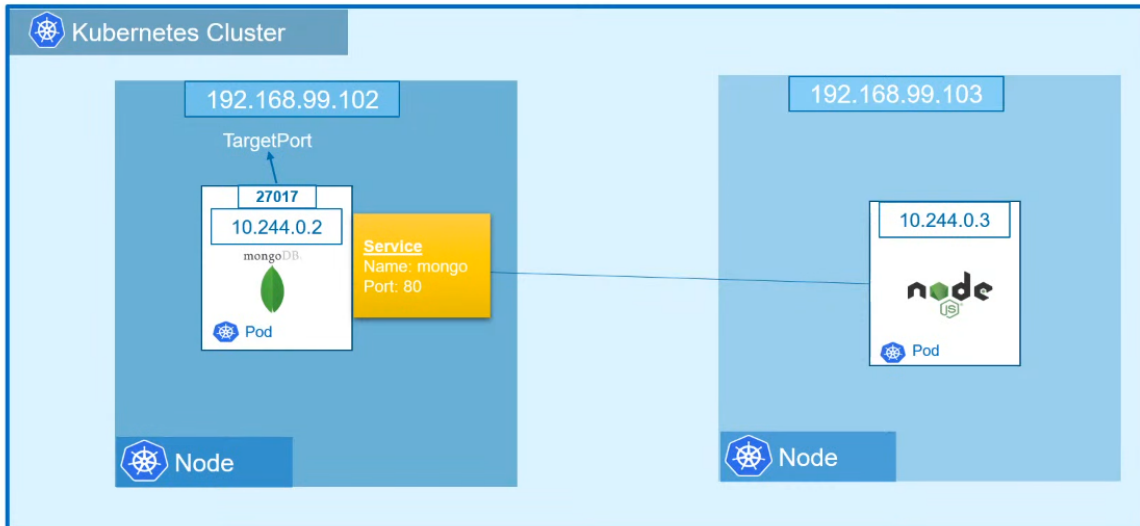 Kubernetes Cluster
192.168.99.102
TargetPort
27017
10.244.0.2
mongoDB
Pod
Service
Name: mongo
Port: 80
Node
192.168.99.103
10.244.0.3
node
JS
Pod
Node